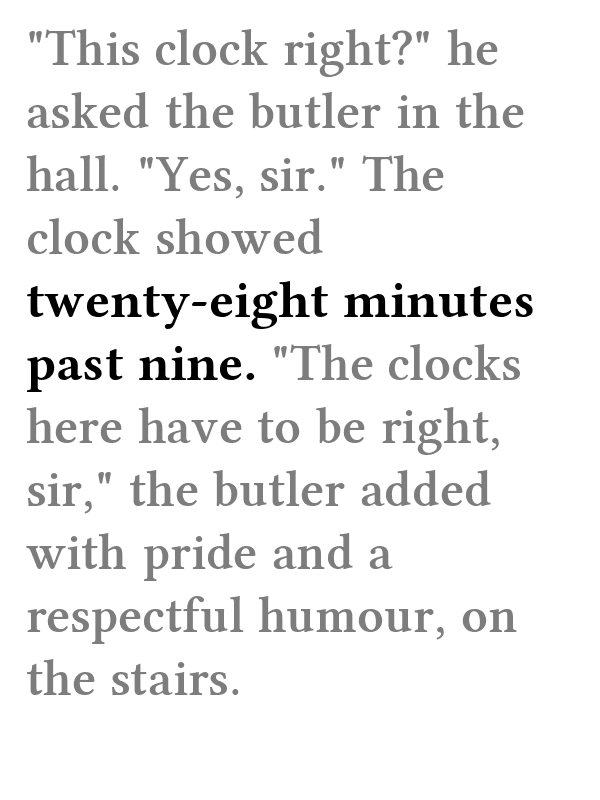 "This clock right?" he
asked the butler in the
hall. "Yes, sir." The
clock showed
twenty-eight minutes
past nine. "The clocks
here have to be right,
sir," the butler added
with pride and a
respectful humour, on
the stairs.